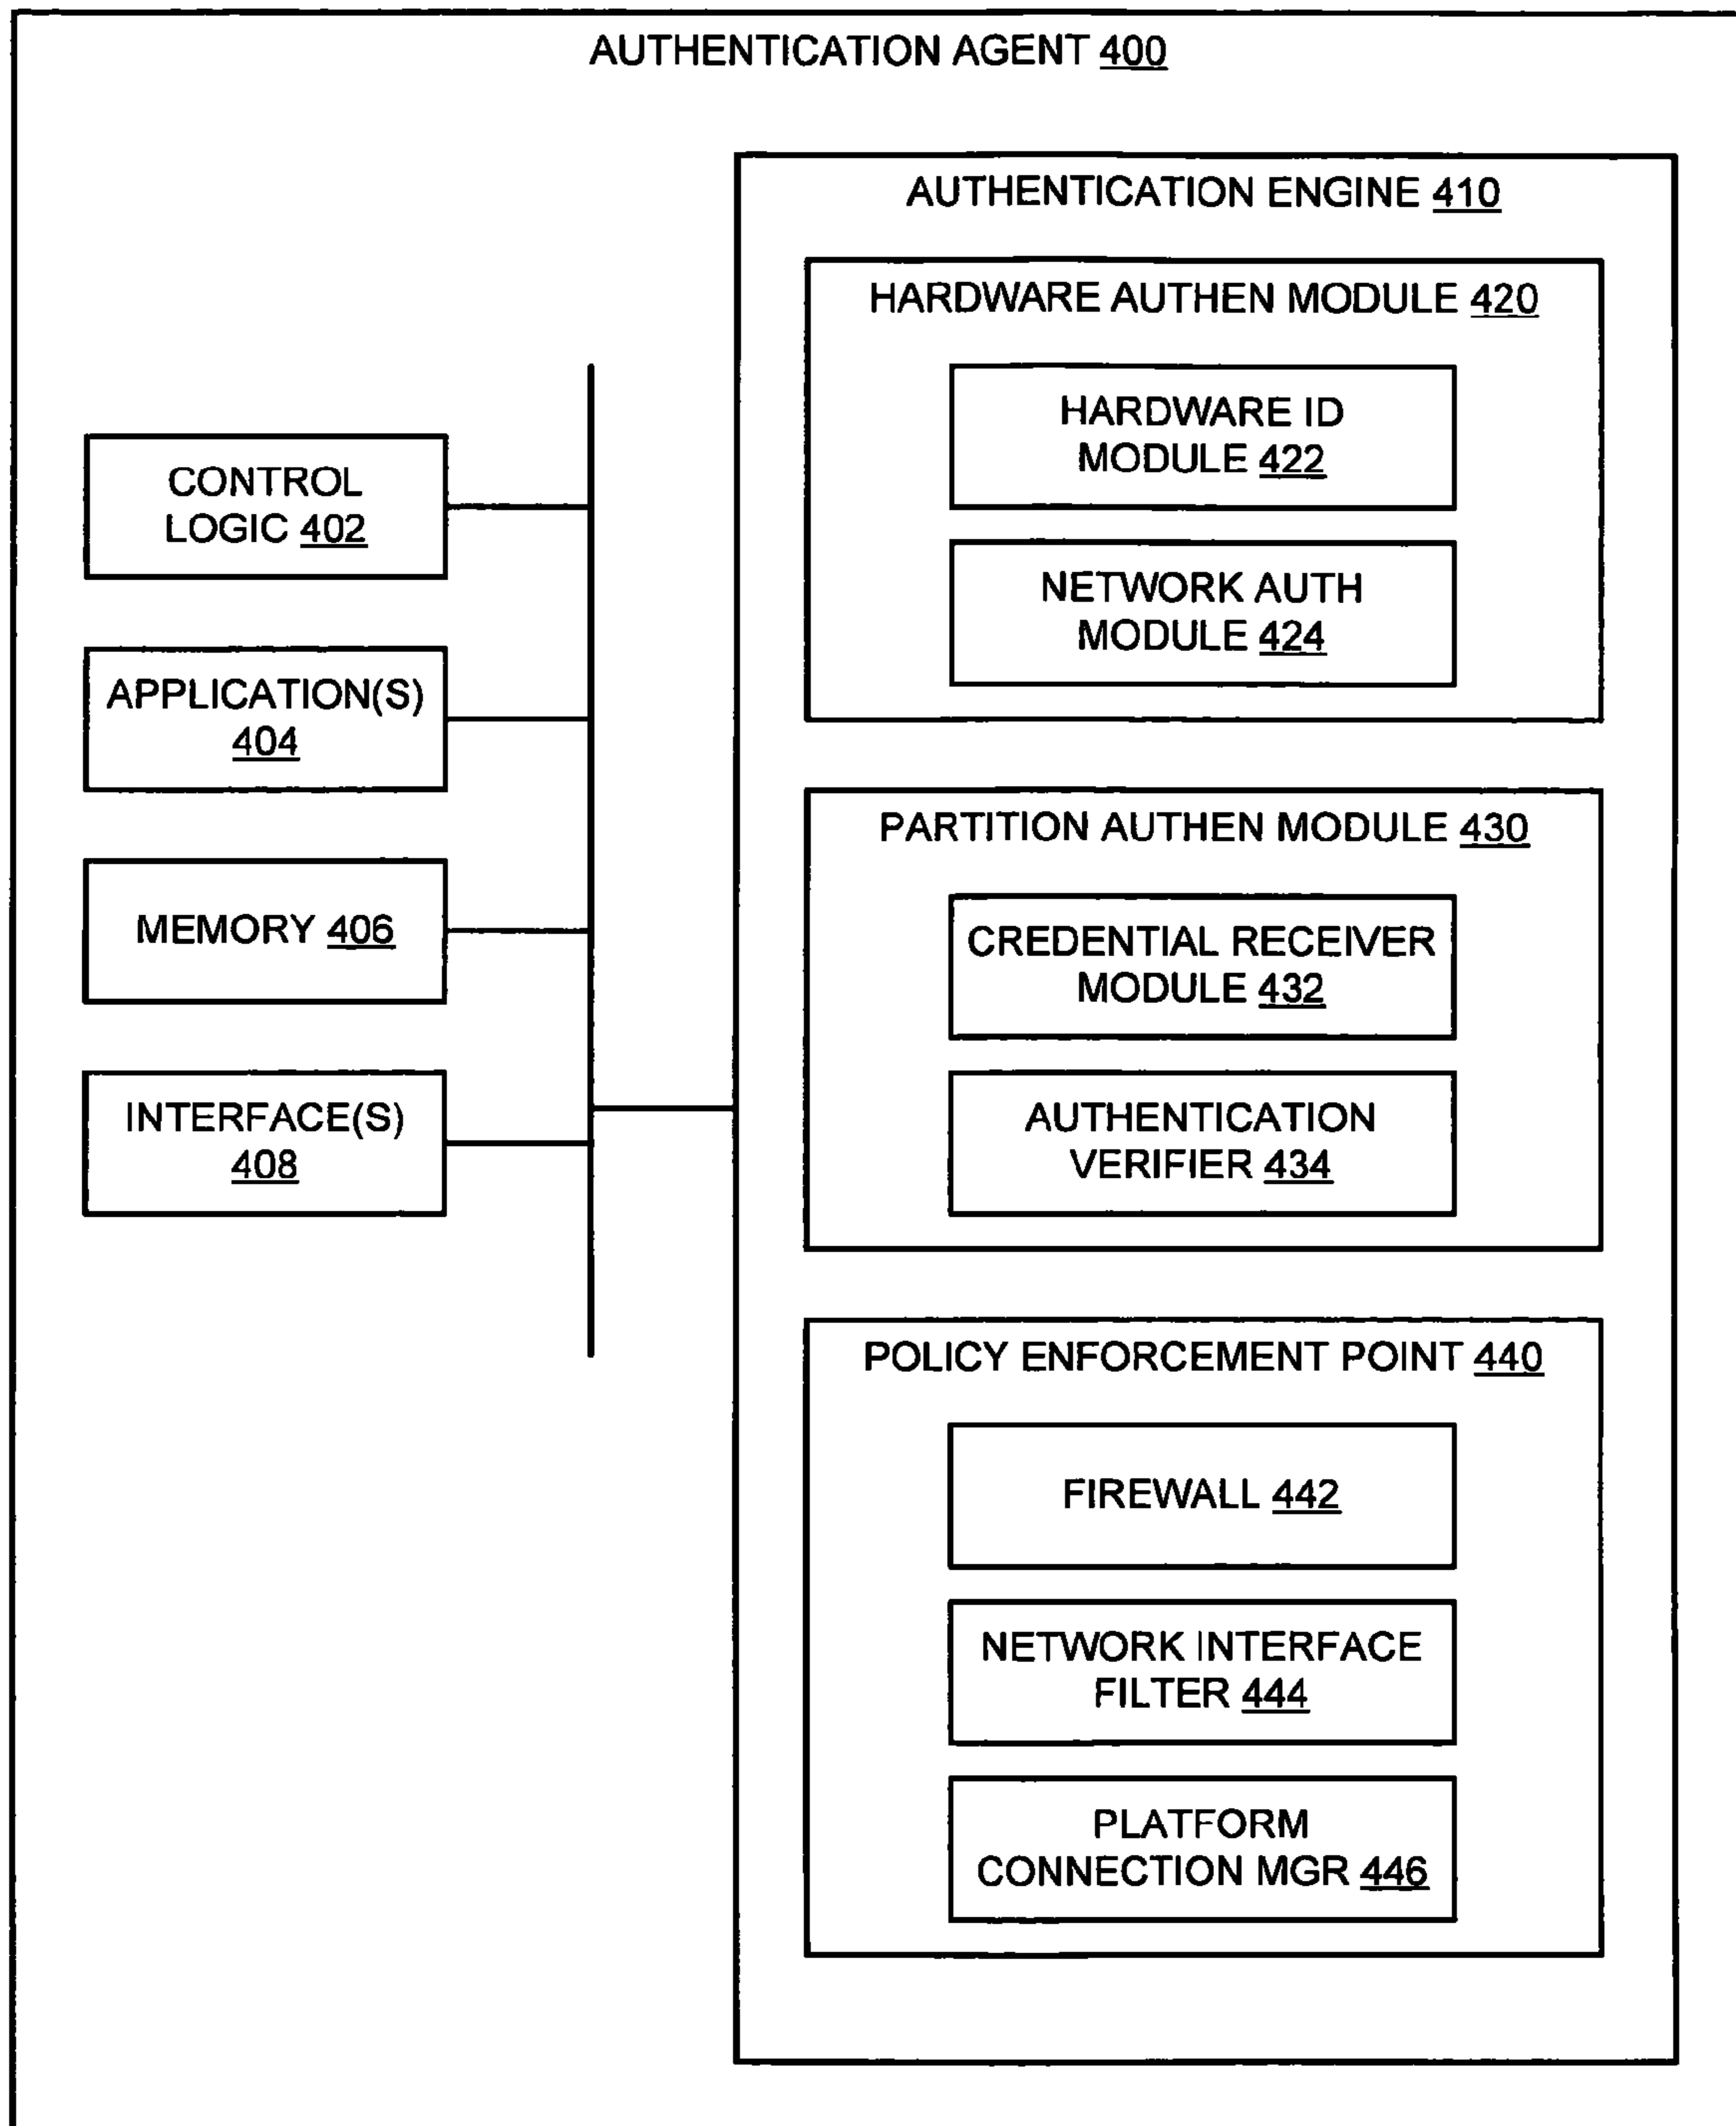 AUTHENTICATION AGENT 400
CONTROL
LOGIC 402
APPLICATION(S)
404
MEMORY 406
INTERFACE(S)
408
AUTHENTICATION ENGINE 410
HARDWARE AUTHEN MODULE 420
HARDWARE ID
MODULE 422
NETWORK AUTH
MODULE 424
PARTITION AUTHEN MODULE 430
CREDENTIAL RECEIVER
MODULE 432
AUTHENTICATION
VERIFIER 434
POLICY ENFORCEMENT POINT 440
FIREWALL 442
NETWORK INTERFACE
FILTER 444
PLATFORM
CONNECTION MGR 446